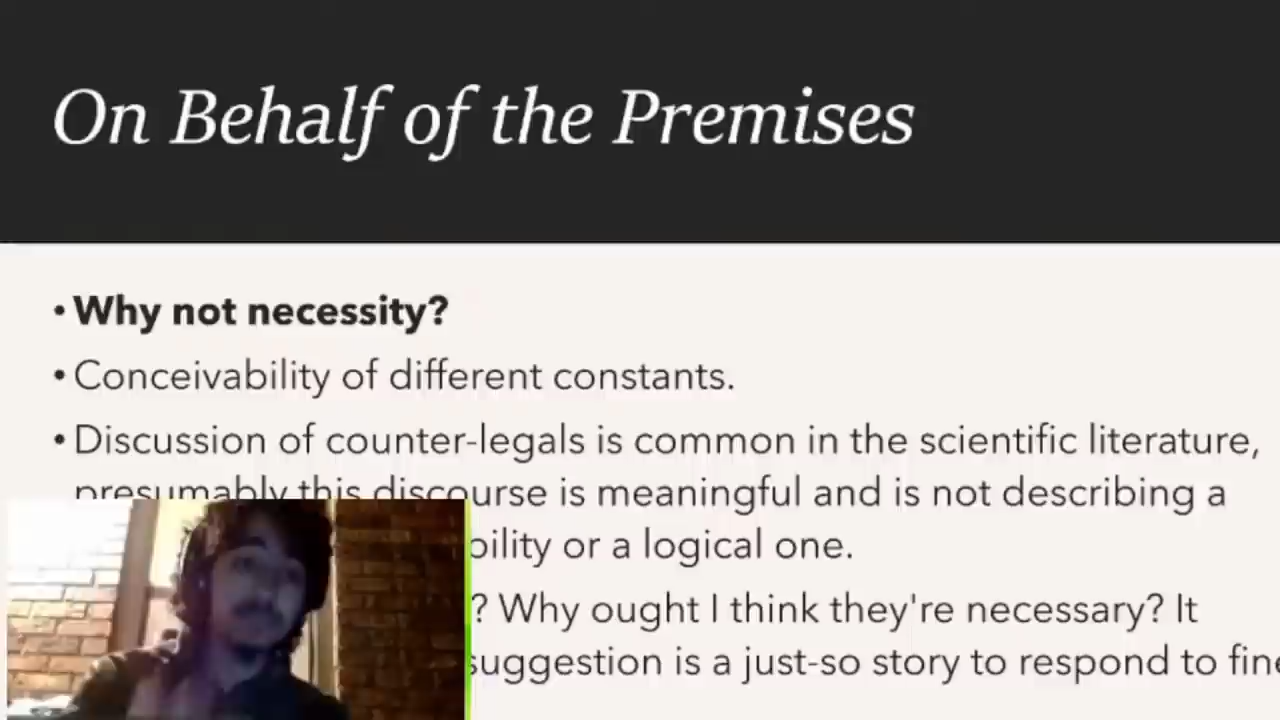 On Behalf of the Premises
• Why not necessity?
• Conceivability of different constants.
• Discussion of counter-legals is common in the scientific literature,
presumably this discourse is meaningful and is not describing a
bility or a logical one.
? Why ought I think they're necessary? It
suggestion is a just-so story to respond to fine